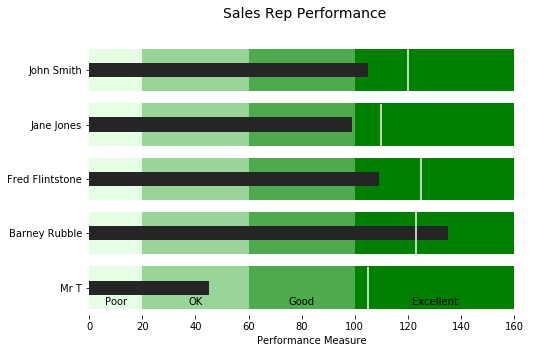 Sales Rep Performance
John Smith
Jane Jones
Fred Flintstone
Barney Rubble
Mr T
Poor OK Good Excellent
0 20 40 60 80 100 120 140 160
Performance Measure